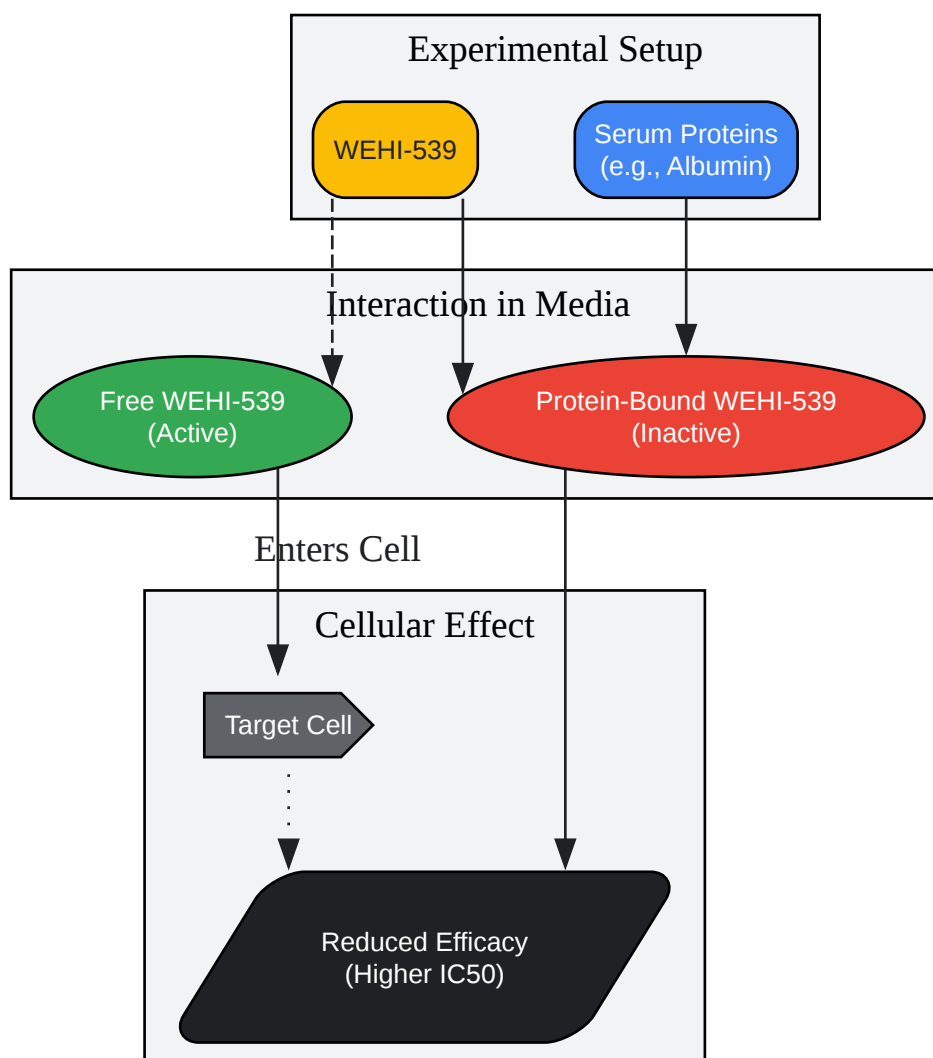 Experimental Setup
WEHI-539
Serum Proteins
(e.g., Albumin)
Interaction in Media
Free WEHI-539
(Active)
Protein-Bound WEHI-539
(Inactive)
Enters Cell
Cellular Effect
Target Cell
Reduced Efficacy
(Higher IC50)